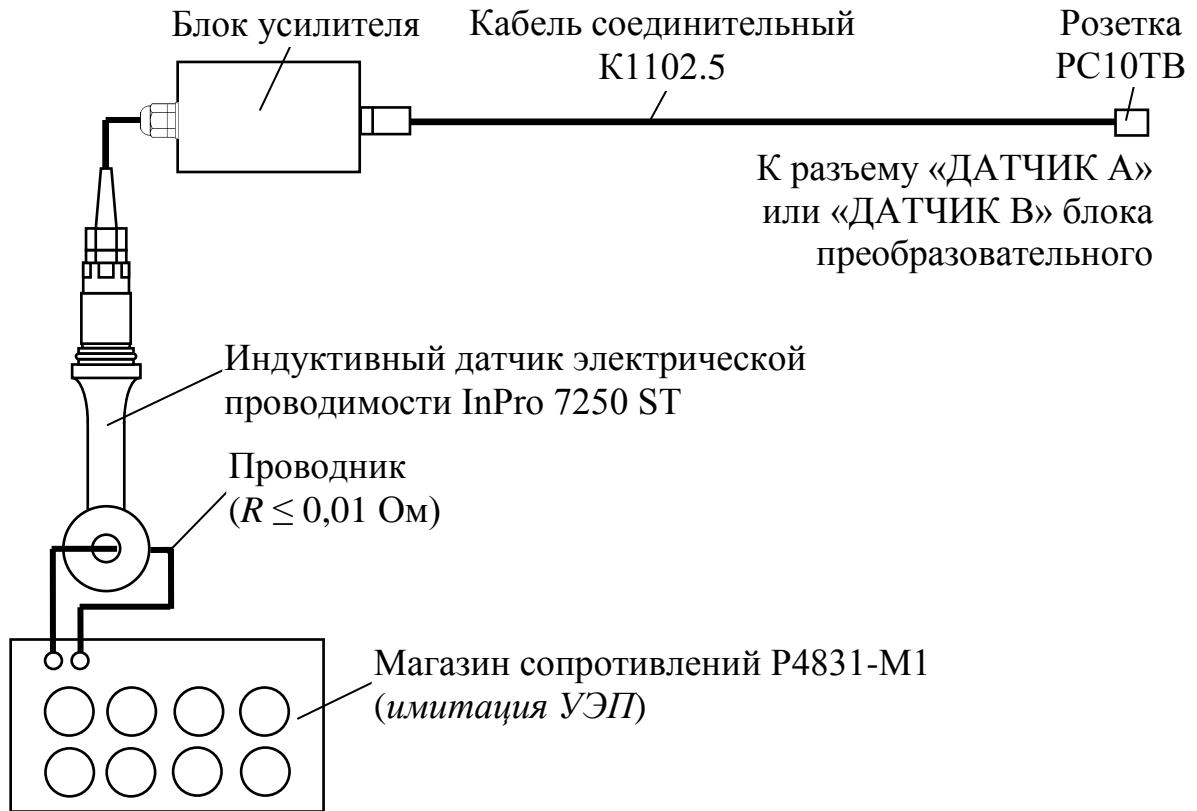 Блок усилителя
Кабель соединительный
К1102.5
Розетка
РС10ТВ
К разъему «ДАТЧИК А»
или «ДАТЧИК В» блока
преобразовательного
Индуктивный датчик электрической
проводимости InPro 7250 ST
Проводник
(R ≤ 0,01 Ом)
Магазин сопротивлений Р4831-М1
(имитация УЭП)